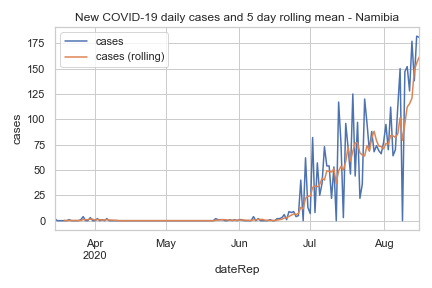 New COVID-19 daily cases and 5 day rolling mean - Namibia
cases
cases (rolling)
175
150
125
100
75
50
25
0
cases
Apr
2020
May
Jun
Jul
Aug
dateRep